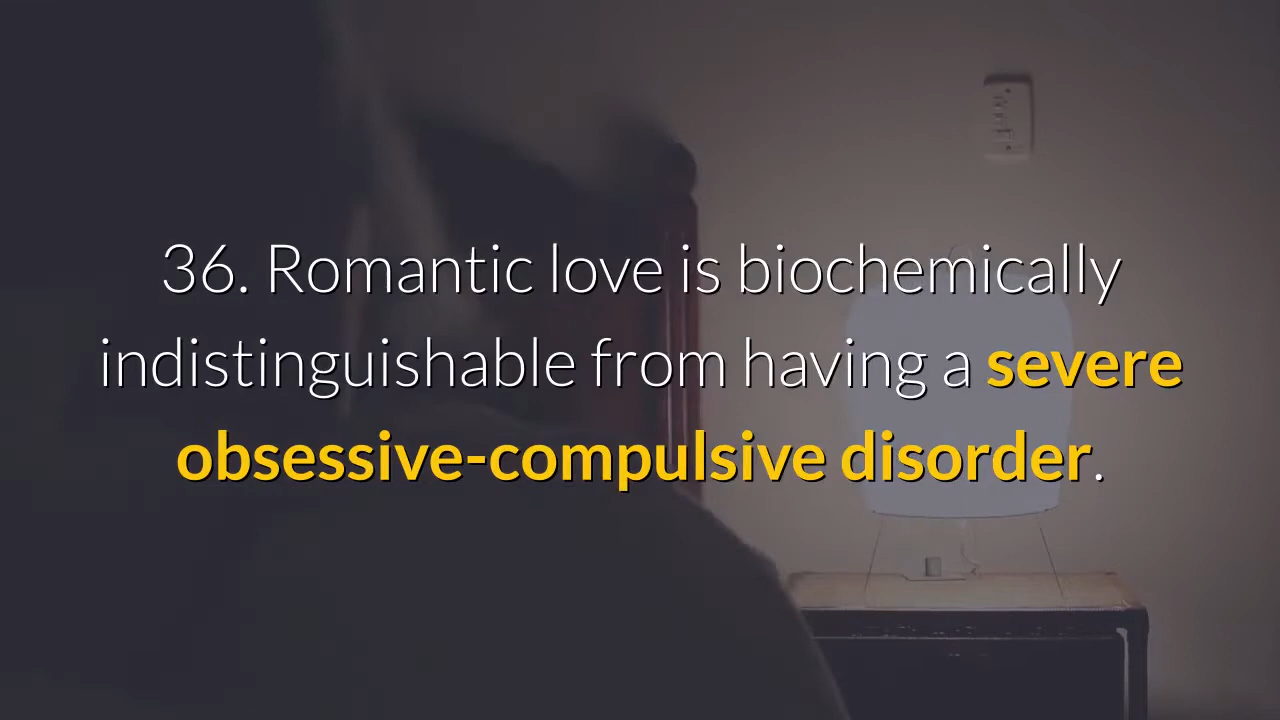 36. Romantic love is biochemically
indistinguishable from having a severe
obsessive-compulsive disorder.